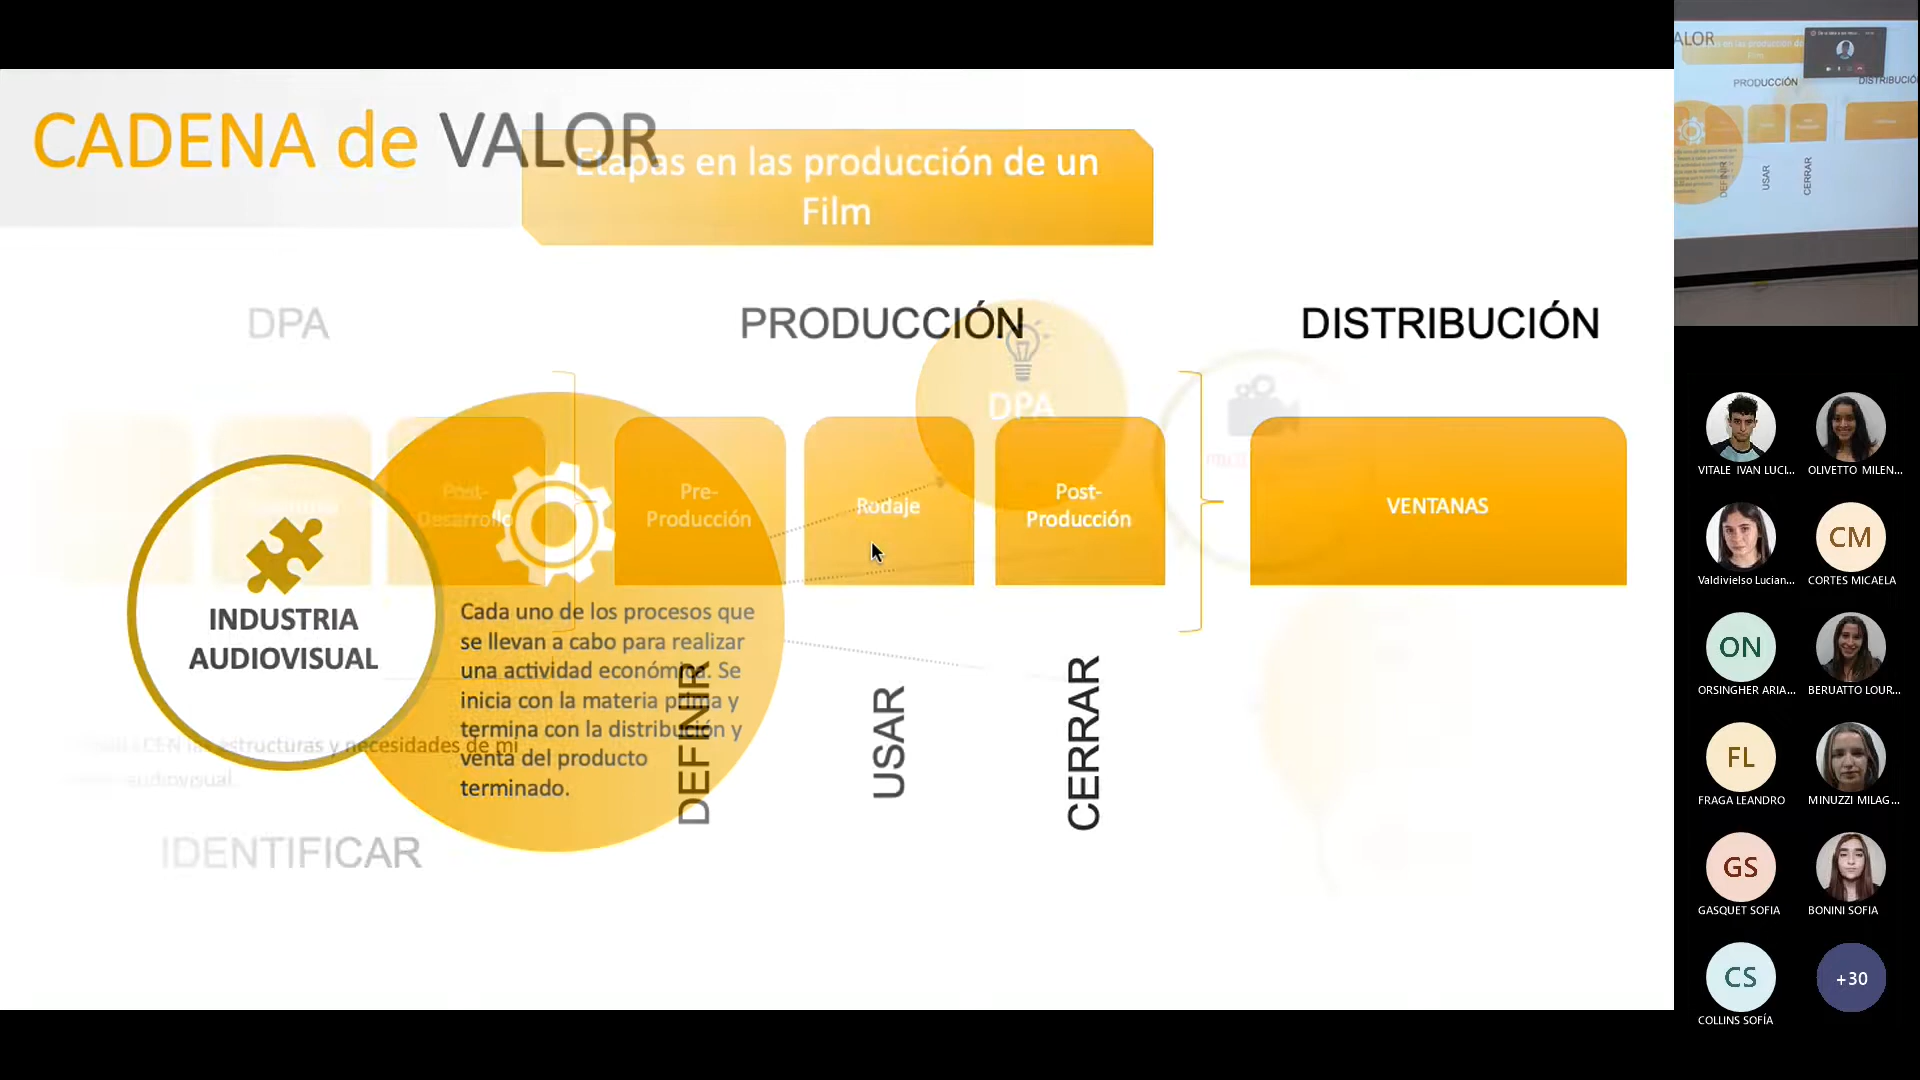 CADENA de VALOR
Etapas en las producción de un
Film
DPA
PRODUCCIÓN
DISTRIBUCIÓN
DPA
Post-
Desarrollo
Pre-
Producción
Rodaje
Post-
Producción
VENTANAS
INDUSTRIA
AUDIOVISUAL
Cada uno de los procesos que
se llevan a cabo para realizar
una actividad económica. Se
inicia con la materia prima y
termina con la distribución y
venta del producto
terminado.
estructuras y necesidades de mi
audiovisual.
DEFINIR
USAR
CERRAR
IDENTIFICAR
ALOR
PRODUCCIÓN
DISTRIBUCIÓ
DEFINIR
USAR
CERRAR
VITALE IVAN LUCI...
OLIVETTO MILEN...
Valdivielso Lucian...
CM
CORTES MICAELA
ON
ORSINGHER ARIA...
BERUATTO LOUR...
FL
FRAGA LEANDRO
MINUZZI MILAG...
GS
GASQUET SOFIA
BONINI SOFIA
CS
COLLINS SOFÍA
+30